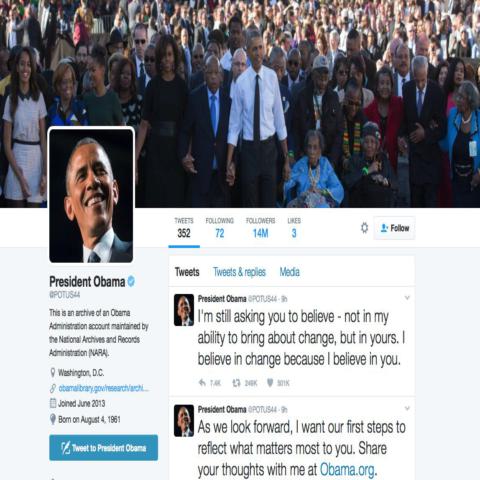 TWEETS FOLLOWING FOLLOWERS LIKES
352 72 14M 3
Follow
President Obama
@POTUS44
This is an archive of an Obama
Administration account maintained by
the National Archives and Records
Administration (NARA).
Washington, D.C.
obamalibrary.gov/research/archi...
Joined June 2013
Born on August 4, 1961
Tweet to President Obama
Tweets Tweets & replies Media
President Obama @POTUS44 · 9h
I'm still asking you to believe - not in my
ability to bring about change, but in yours. I
believe in change because I believe in you.
7.4K 246K 501K
President Obama @POTUS44 · 9h
As we look forward, I want our first steps to
reflect what matters most to you. Share
your thoughts with me at Obama.org.